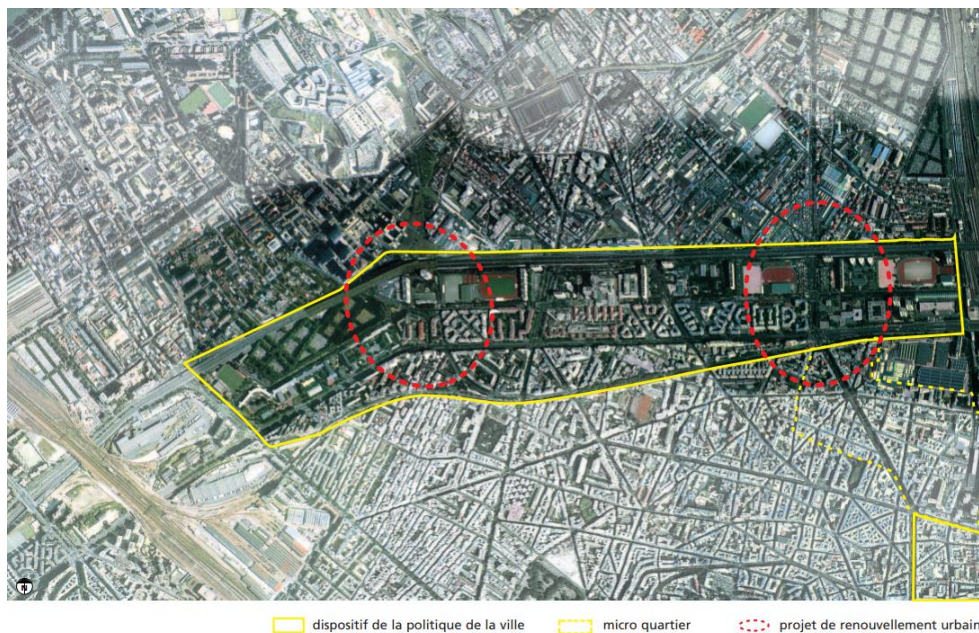 dispositif de la politique de la ville
micro quartier
projet de renouvellement urbain